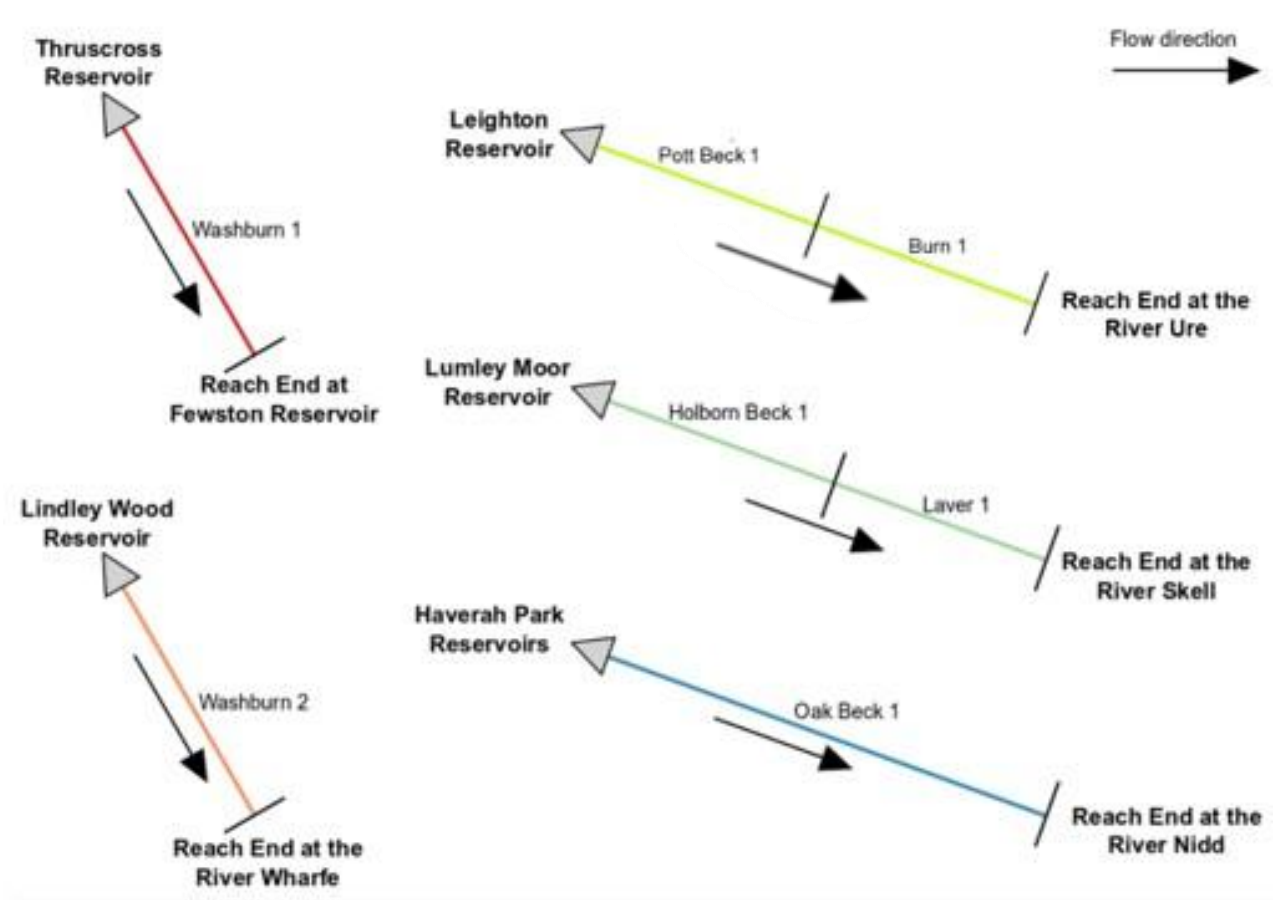 Thruscross
Reservoir
Washburn 1
Reach End at
Fewston Reservoir
Lindley Wood
Reservoir
Washburn 2
Reach End at the
River Wharfe
Flow direction
Leighton
Reservoir
Pott Beck 1
Burn 1
Reach End at the
River Ure
Lumley Moor
Reservoir
Holborn Beck 1
Laver 1
Reach End at the
River Skell
Haverah Park
Reservoirs
Oak Beck 1
Reach End at the
River Nidd